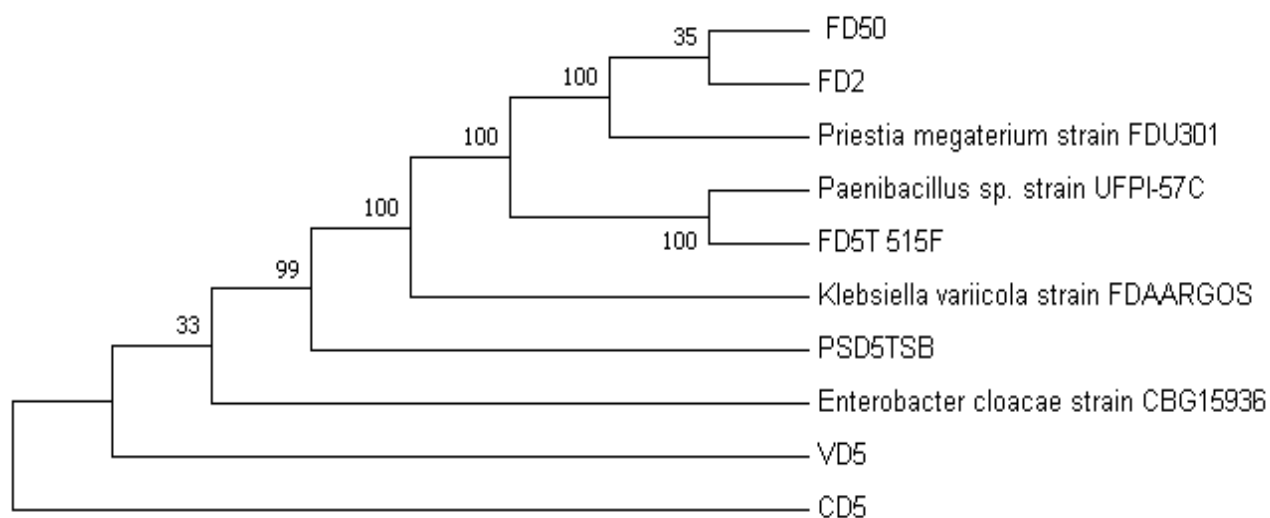 FD50
35
FD2
100
Priestia megaterium strain FDU301
100
Paenibacillus sp. strain UFPI-57C
100
100
FD5T 515F
99
Klebsiella variicola strain FDAARGOS
33
PSD5TSB
Enterobacter cloacae strain CBG15936
VD5
CD5